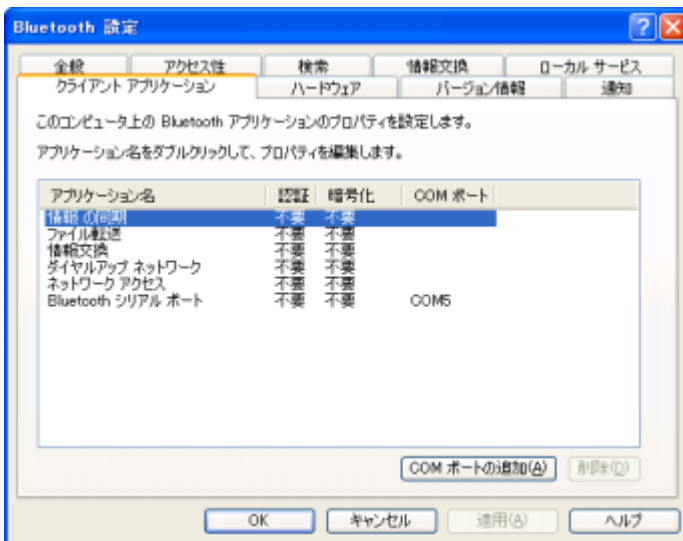 Bluetooth 設定
全般 アクセス性 検索 情報交換 ローカル サービス
クライアント アプリケーション ハードウェア バージョン情報 通知
このコンピュータ上の Bluetooth アプリケーションのプロパティを設定します。
アプリケーション名をダブルクリックして、プロパティを編集します。
アプリケーション名 認証 暗号化 COM ポート
情報 の同期 不要 不要
ファイル転送 不要 不要
情報交換 不要 不要
ダイヤルアップ ネットワーク 不要 不要
ネットワーク アクセス 不要 不要
Bluetooth シリアル ポート 不要 不要 COM5
COM ポートの追加(A) 削除(D)
OK キャンセル 適用(A) ヘルプ